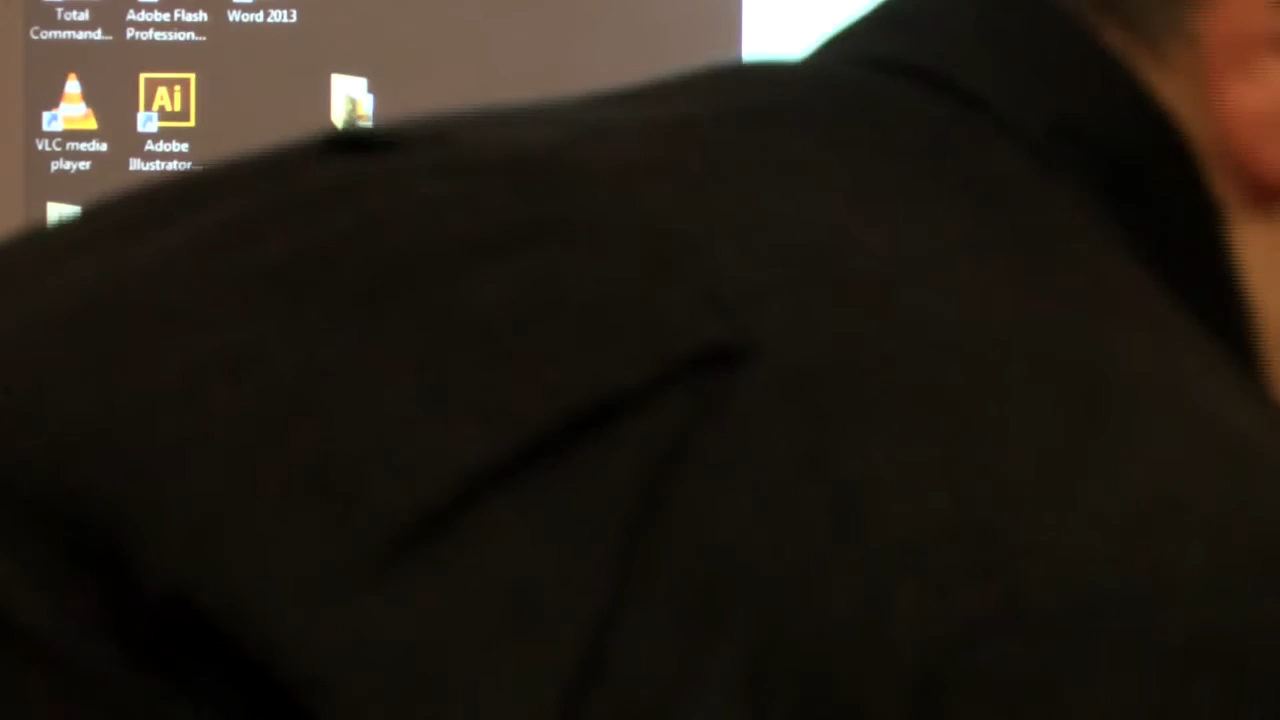 Total
Command...
Adobe Flash
Profession...
Word 2013
Ai
VLC media
player
Adobe
Illustrator...